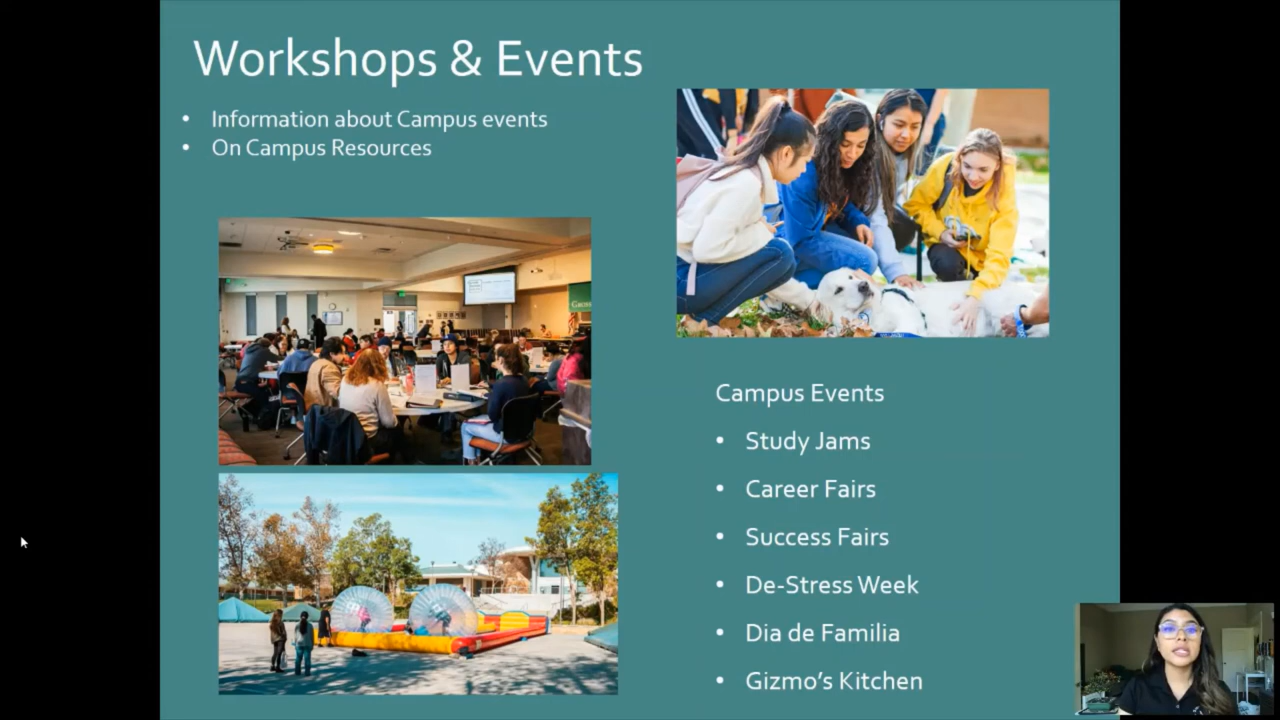 Workshops & Events
• Information about Campus events
• On Campus Resources
Campus Events
• Study Jams
• Career Fairs
• Success Fairs
• De-Stress Week
• Dia de Familia
• Gizmo's Kitchen